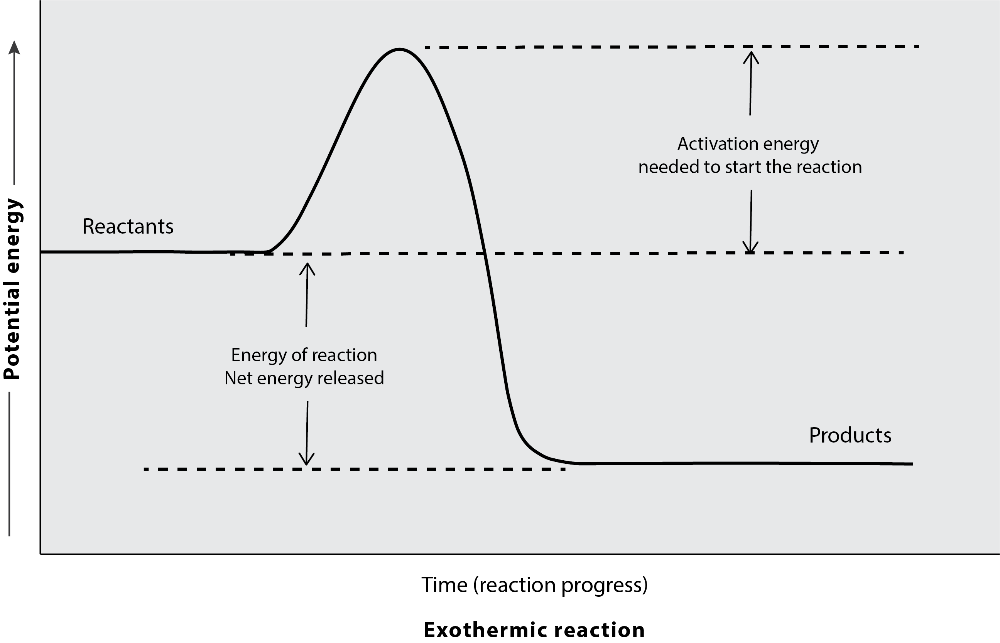 Potential energy
Reactants
Activation energy
needed to start the reaction
Energy of reaction
Net energy released
Products
Time (reaction progress)
Exothermic reaction